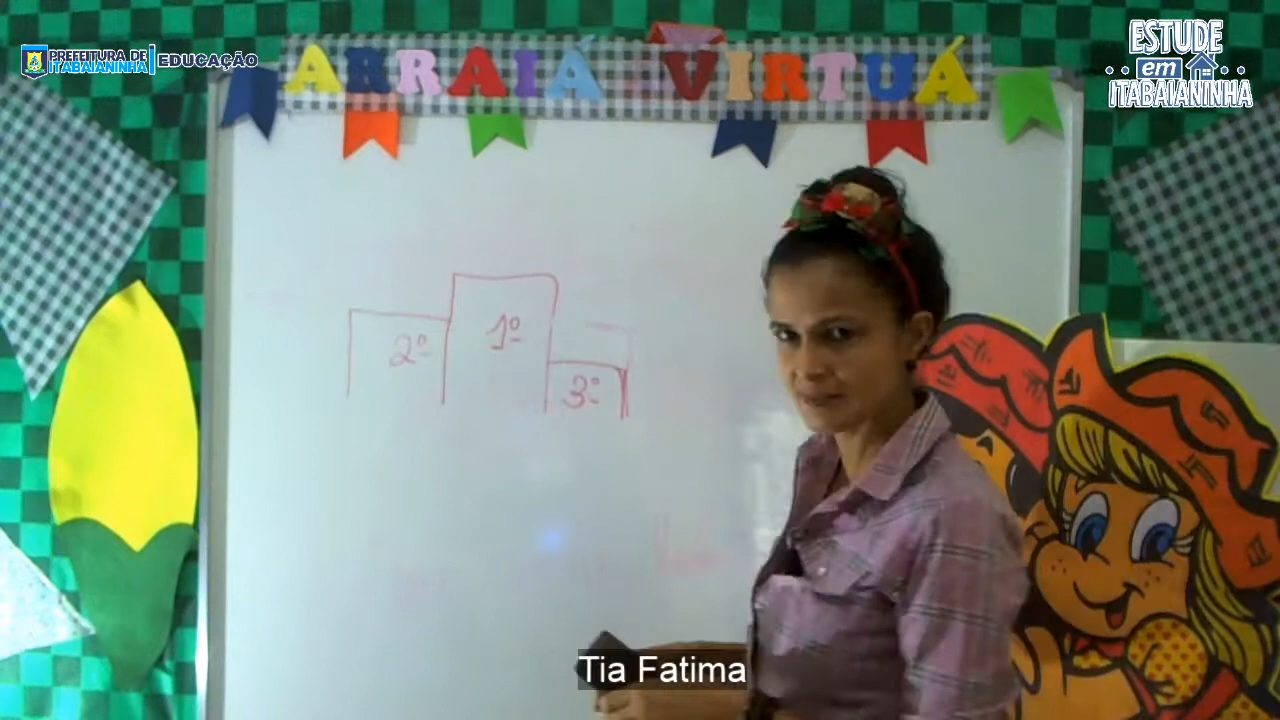 PREFEITURA DE
ITABAIANINHA
EDUCAÇÃO
ESTUDE
em
ITABAIANINHA
ARRAIÁ VIRTUÁ
1º
2º
3º
Tia Fatima